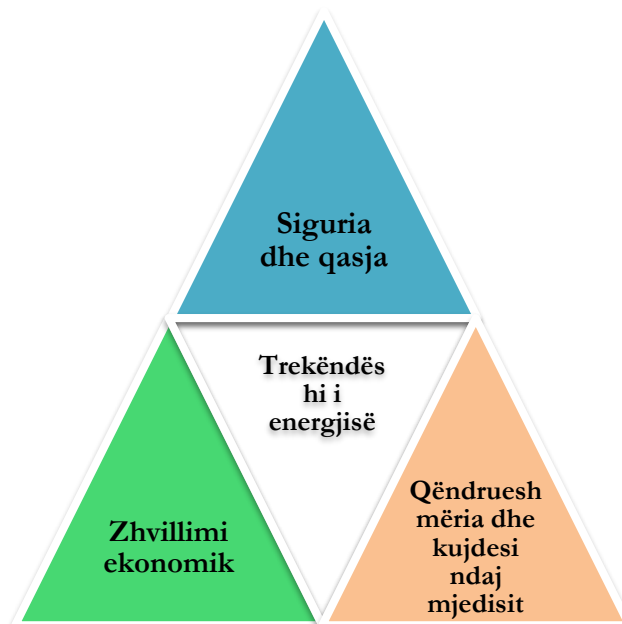 Siguria
dhe qasja
Trekëndës
hi i
energjisë
Zhvillimi
ekonomik
Qëndruesh
mëria dhe
kujdesi
ndaj
mjedisit